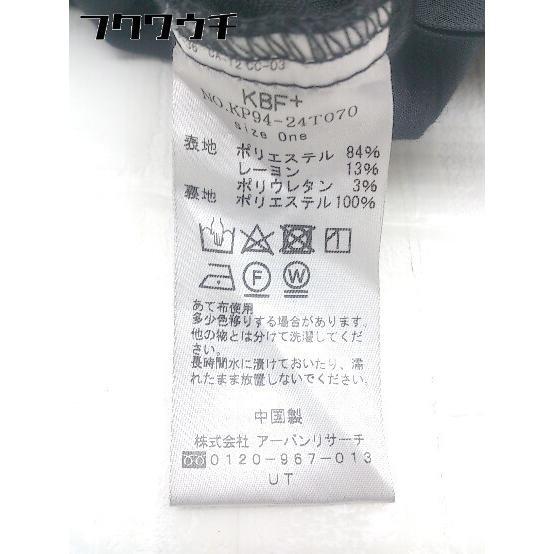 フクワウチ
KBF+
NO.KP94-24T070
size One
表地 ポリエステル 84%
レーヨン 13%
ポリウレタン 3%
裏地 ポリエステル100%
F W
あて布使用
多少色移りする場合があります。
他の物とは分けて洗濯してくだ
さい。
長時間水に漬けておいたり、濡
れたまま放置しないでください。
中国製
株式会社 アーバンリサーチ
0120-967-013
UT